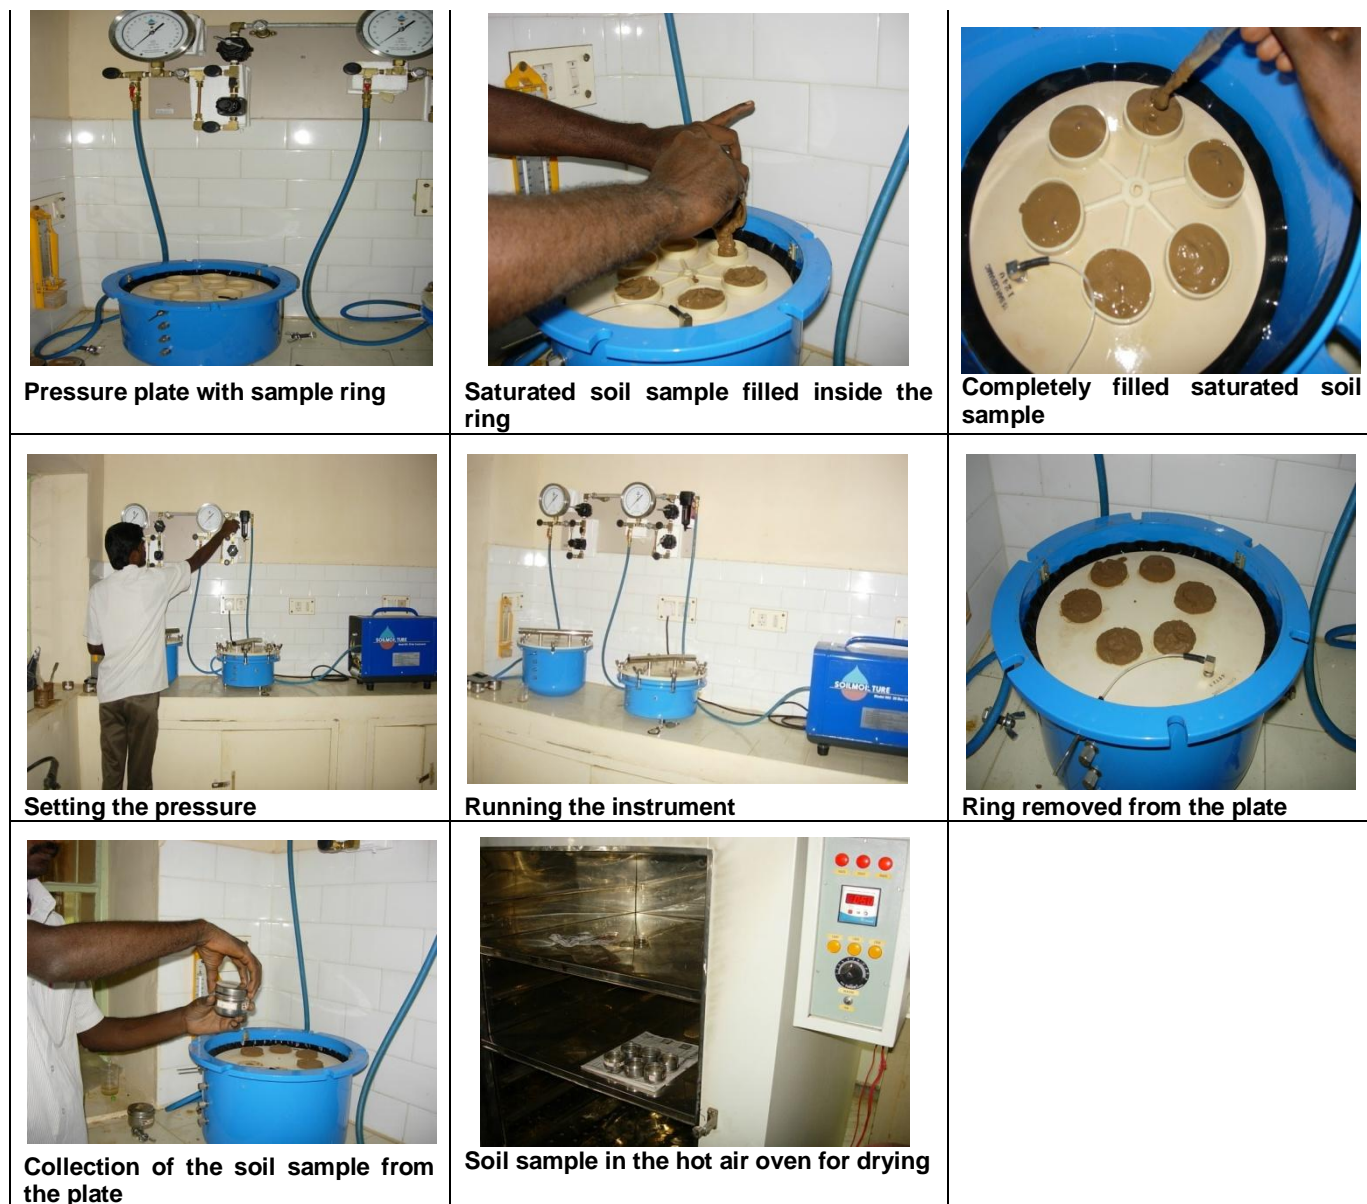 Pressure plate with sample ring
Saturated soil sample filled inside the
ring
Completely filled saturated soil
sample
SOILMOISTURE
Setting the pressure
SOILMOISTURE
Running the instrument
Ring removed from the plate
Collection of the soil sample from
the plate
Soil sample in the hot air oven for drying